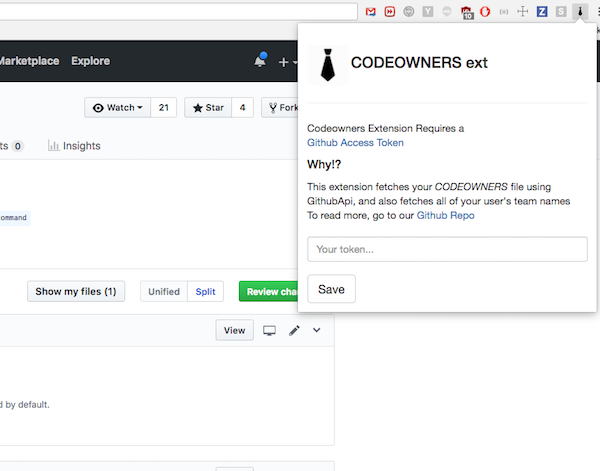 10
CODEOWNERS ext
Marketplace Explore
Watch 21 Star 4 Fork
Codeowners Extension Requires a
Github Access Token
Why!?
This extension fetches your CODEOWNERS file using
GithubApi, and also fetches all of your user's team names
To read more, go to our Github Repo
Your token...
Save
ts 0 Insights
ommand
Show my files (1) Unified Split Review cha
View
d by default.